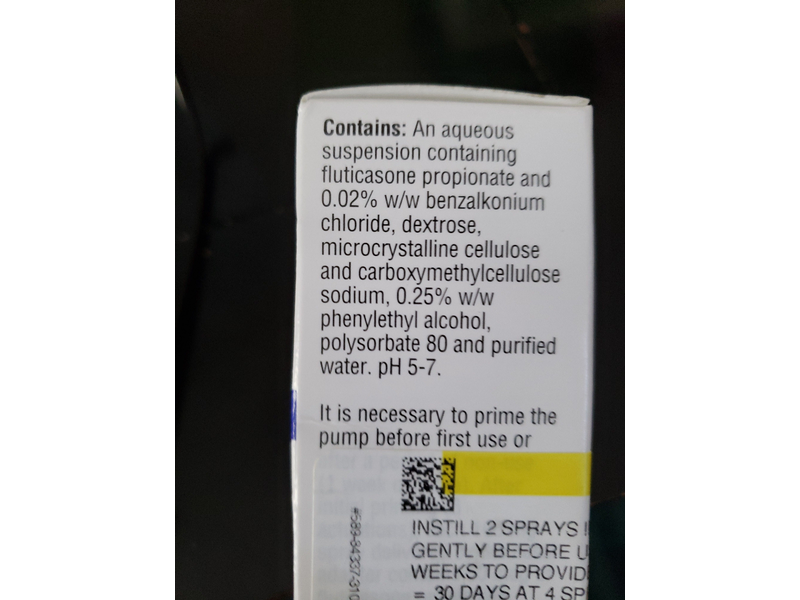 Contains: An aqueous
suspension containing
fluticasone propionate and
0.02% w/w benzalkonium
chloride, dextrose,
microcrystalline cellulose
and carboxymethylcellulose
sodium, 0.25% w/w
phenylethyl alcohol,
polysorbate 80 and purified
water. pH 5-7.
It is necessary to prime the
pump before first use or
INSTILL 2 SPRAYS
GENTLY BEFORE
WEEKS TO PROVID
= 30 DAYS AT 4 SP